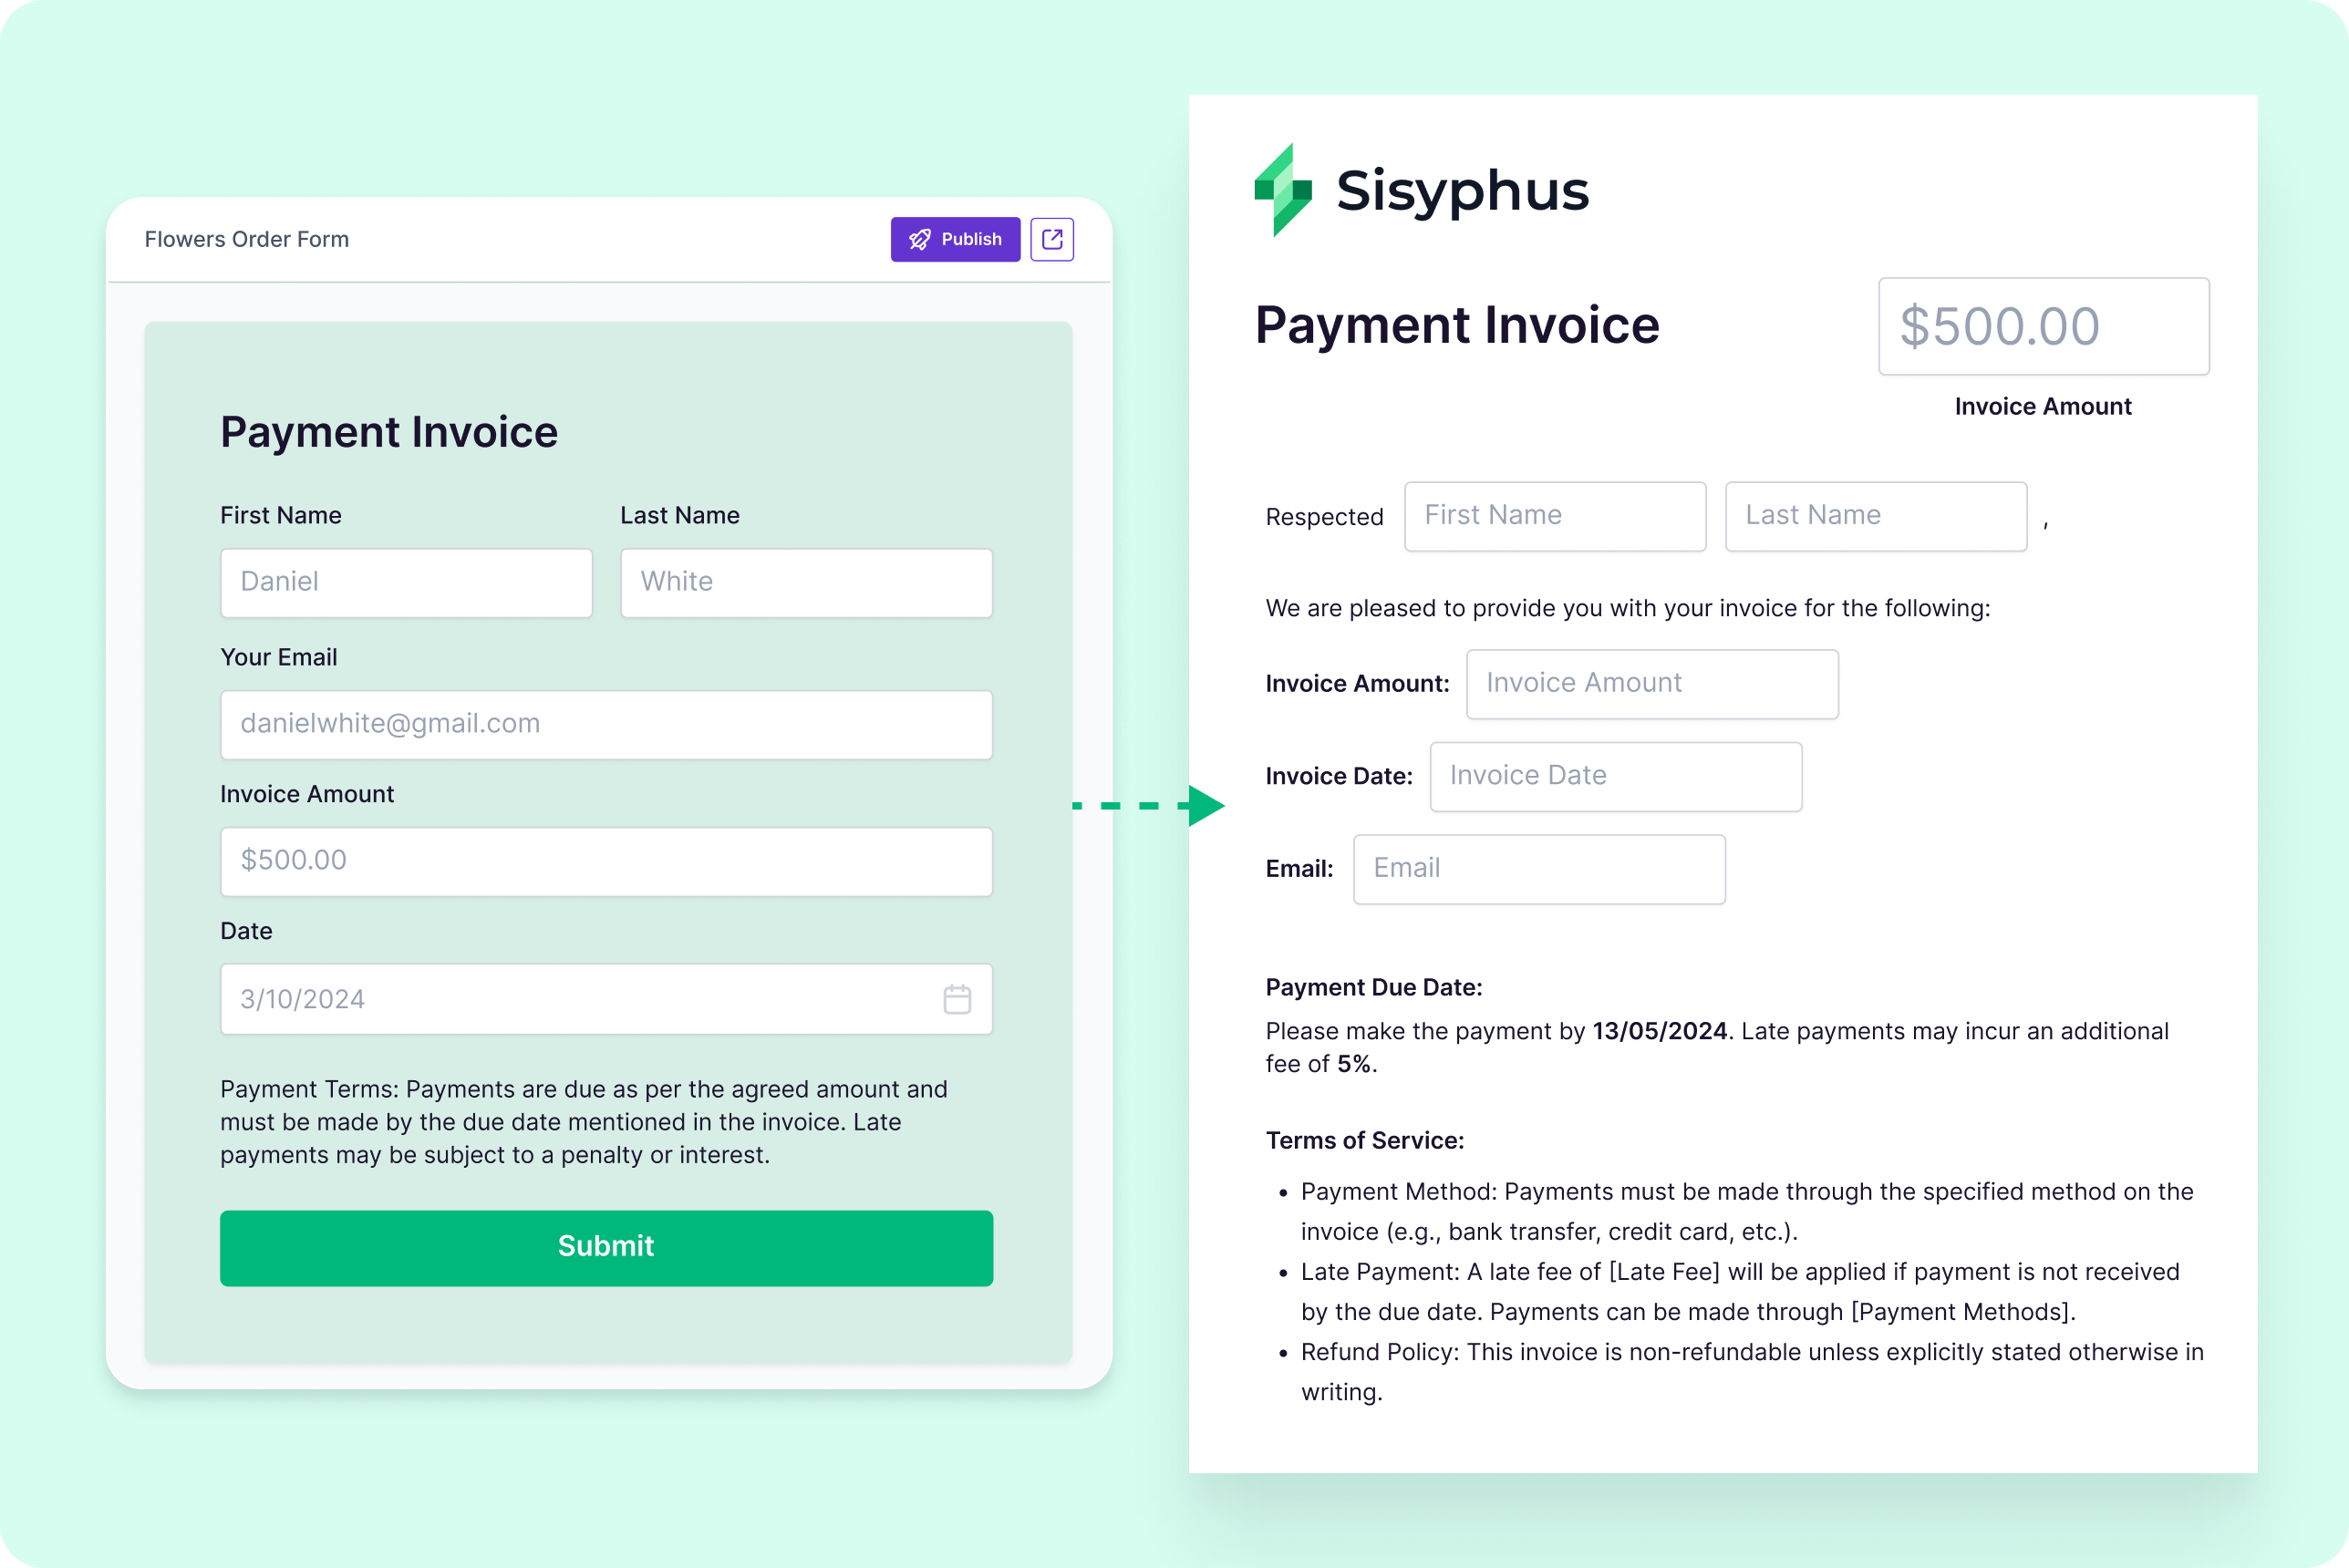 Flowers Order Form
Publish
Payment Invoice
First Name
Last Name
Daniel
White
Your Email
danielwhite@gmail.com
Invoice Amount
$500.00
Date
3/10/2024
Payment Terms: Payments are due as per the agreed amount and
must be made by the due date mentioned in the invoice. Late
payments may be subject to a penalty or interest.
Submit
Sisyphus
Payment Invoice
$500.00
Invoice Amount
Respected First Name Last Name ,
We are pleased to provide you with your invoice for the following:
Invoice Amount: Invoice Amount
Invoice Date: Invoice Date
Email: Email
Payment Due Date:
Please make the payment by 13/05/2024. Late payments may incur an additional
fee of 5%.
Terms of Service:
• Payment Method: Payments must be made through the specified method on the
invoice (e.g., bank transfer, credit card, etc.).
• Late Payment: A late fee of [Late Fee] will be applied if payment is not received
by the due date. Payments can be made through [Payment Methods].
• Refund Policy: This invoice is non-refundable unless explicitly stated otherwise in
writing.